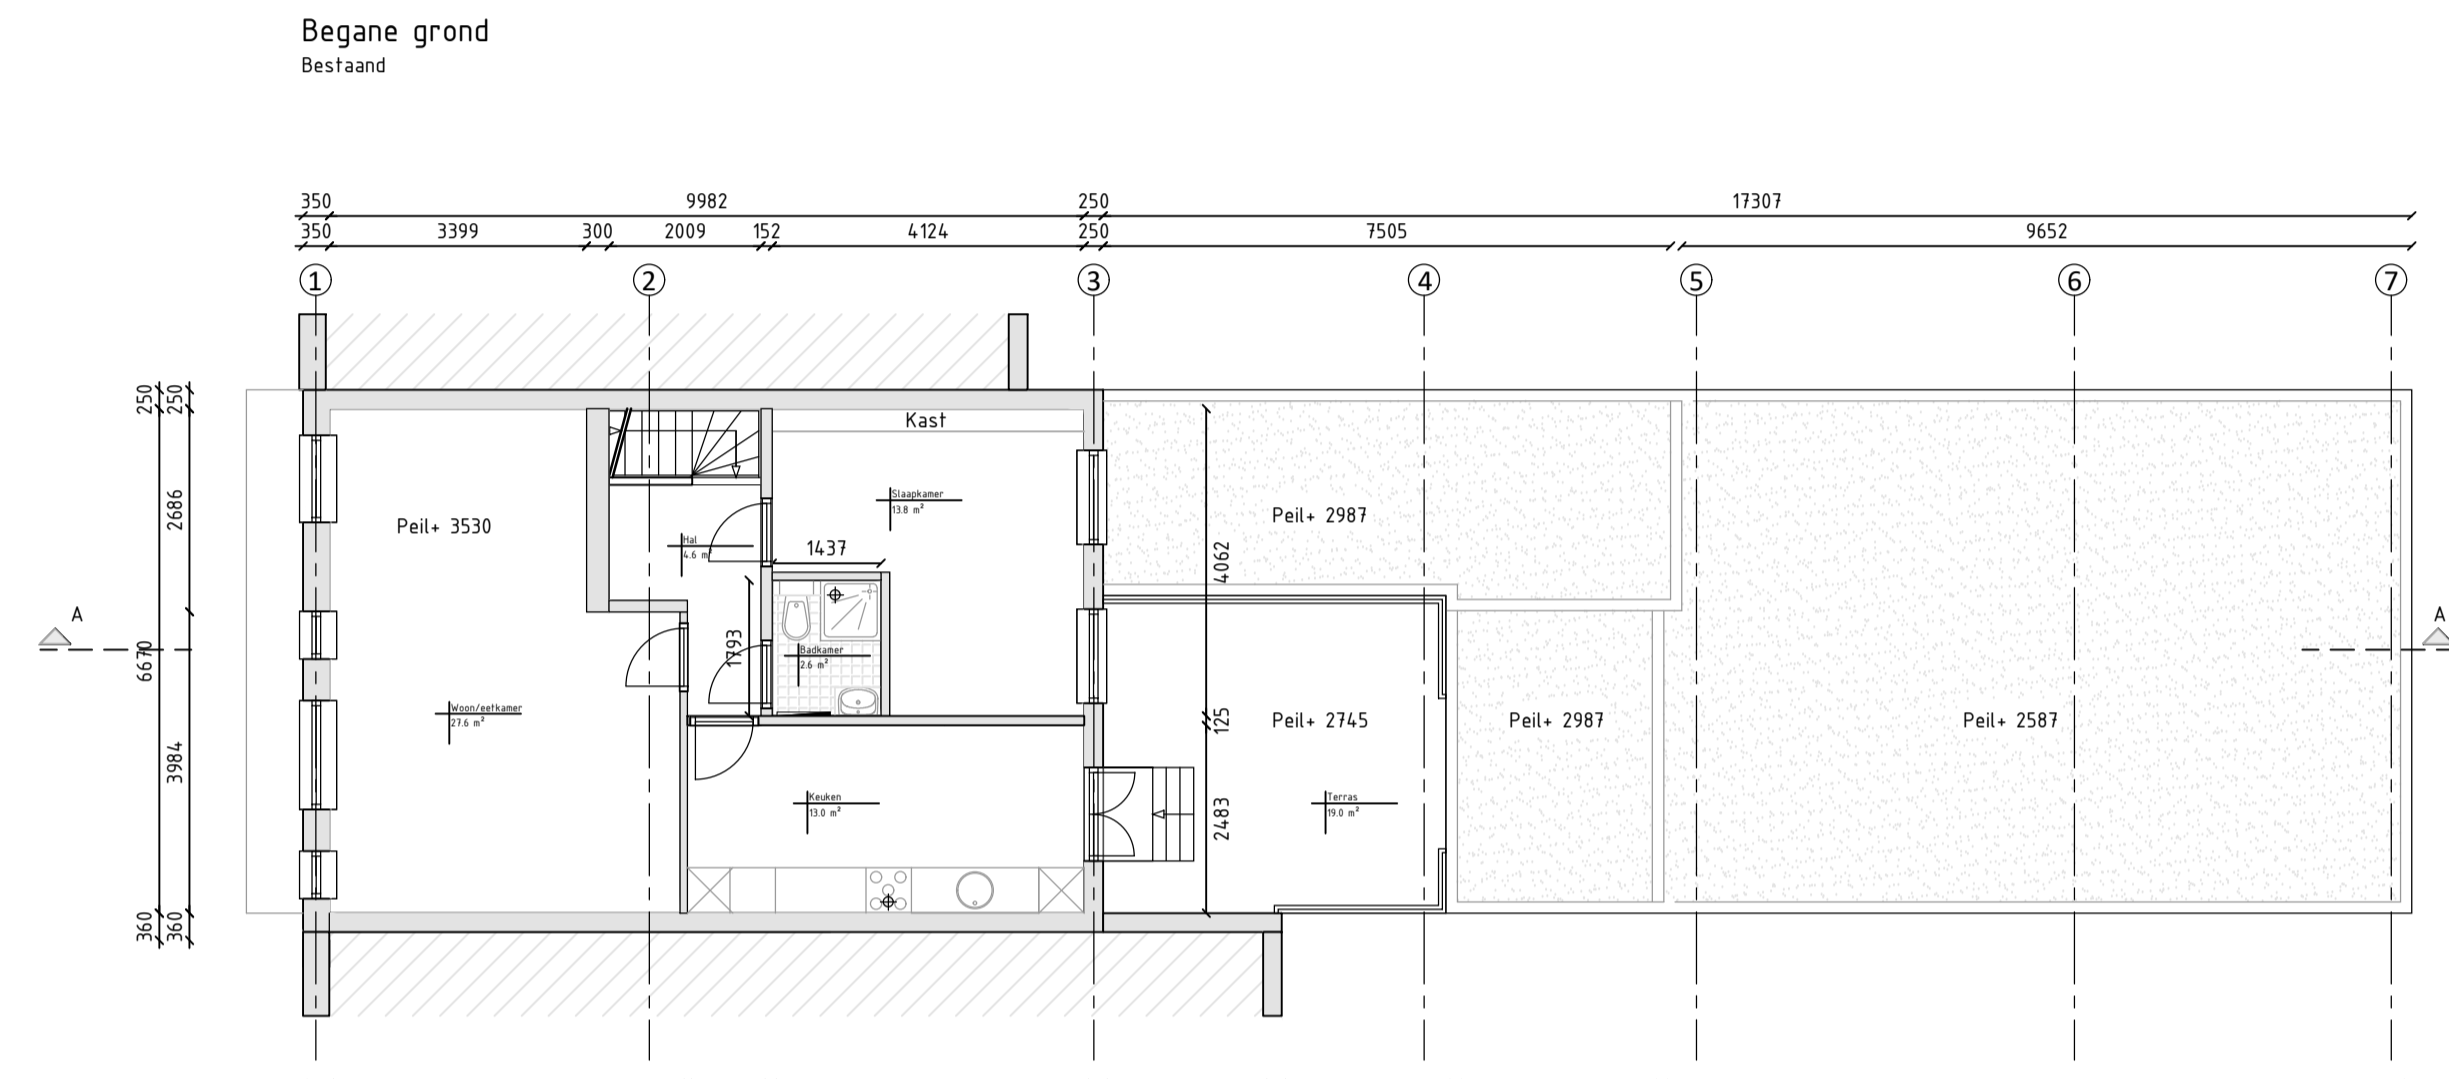 Begane grond
Bestaand
350 9982 250 17307
350 3399 300 2009 152 4124 250 7505 9652
1 2 3 4 5 6 7
250 250
Kast
2686
Slaapkamer
13.8 m²
Peil+ 3530
Peil+ 2987
Hal
4.6 m²
1437
4062
A
A
6670
1793
Badkamer
2.6 m²
Woon/eetkamer
27.6 m²
125
Peil+ 2745
Peil+ 2987
Peil+ 2587
3984
Keuken
13.0 m²
2483
Terras
19.0 m²
360 360